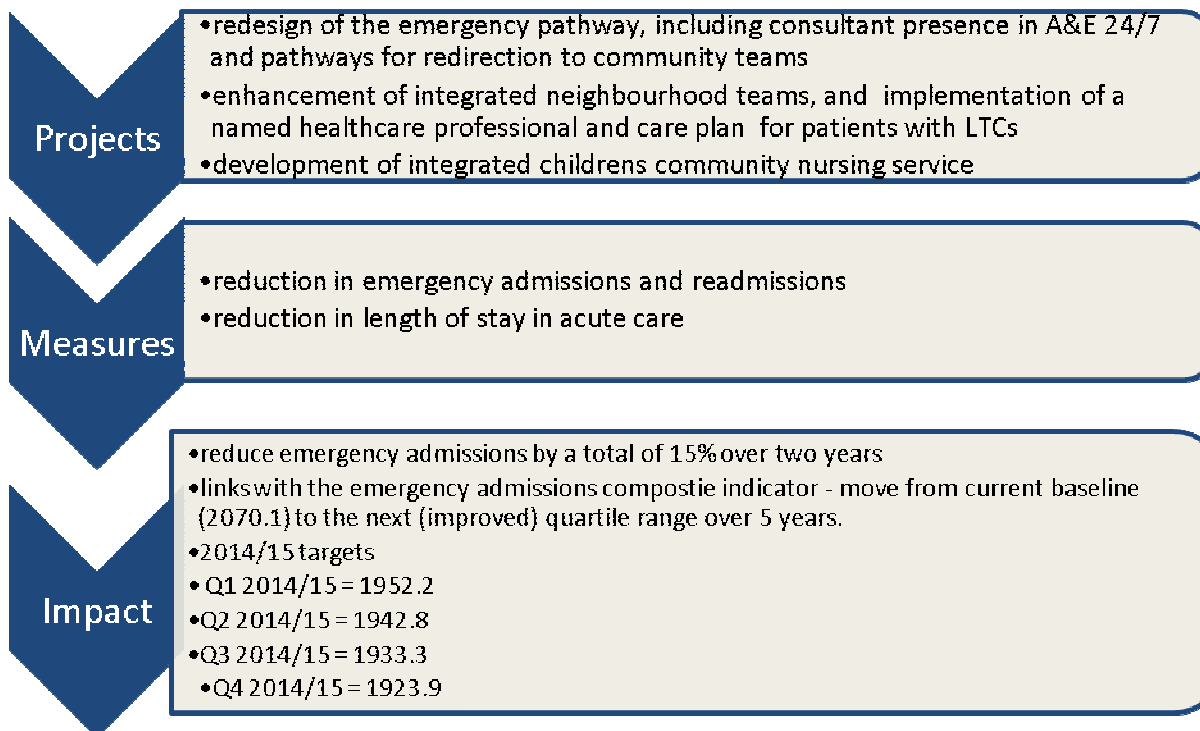 Projects
•redesign of the emergency pathway, including consultant presence in A&E 24/7
and pathways for redirection to community teams
•enhancement of integrated neighbourhood teams, and implementation of a
named healthcare professional and care plan for patients with LTCs
•development of integrated childrens community nursing service
Measures
•reduction in emergency admissions and readmissions
•reduction in length of stay in acute care
Impact
•reduce emergency admissions by a total of 15% over two years
•links with the emergency admissions compostie indicator - move from current baseline
(2070.1) to the next (improved) quartile range over 5 years.
•2014/15 targets
• Q1 2014/15 = 1952.2
•Q2 2014/15 = 1942.8
•Q3 2014/15 = 1933.3
•Q4 2014/15 = 1923.9